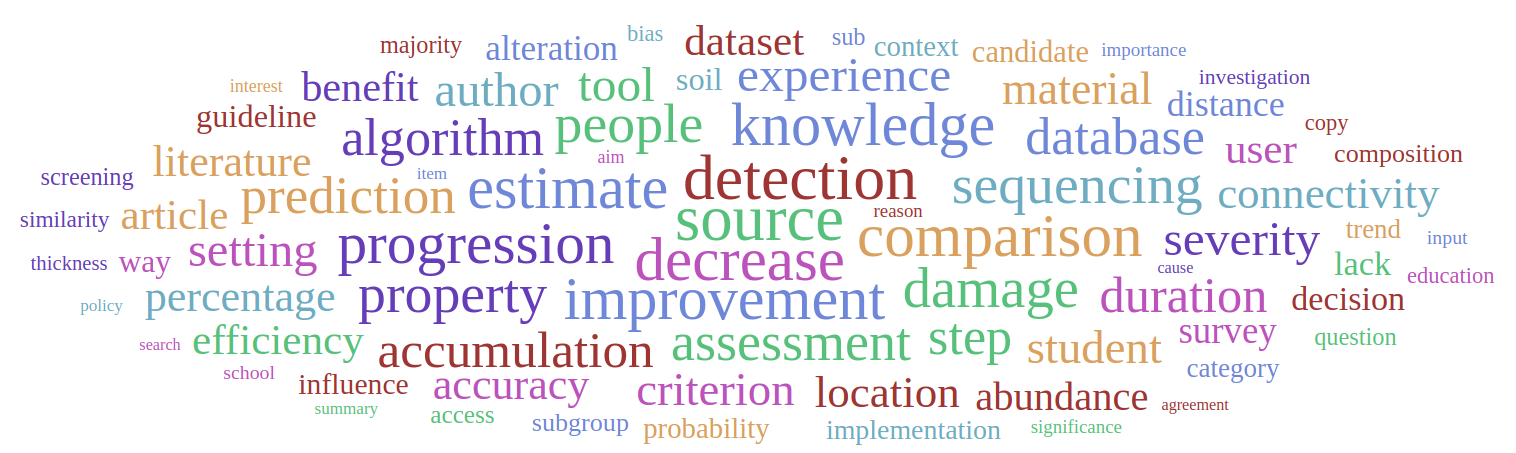 majority alteration bias dataset sub context candidate importance
interest benefit author tool soil experience material investigation
guideline algorithm people knowledge database distance copy
screening literature prediction item estimate aim detection sequencing user composition
similarity article setting progression source reason comparison severity connectivity trend input
thickness way decrease cause lack education
policy percentage property improvement damage duration decision
search efficiency accumulation assessment step student survey question
school influence accuracy criterion location abundance category
summary access subgroup probability implementation significance agreement